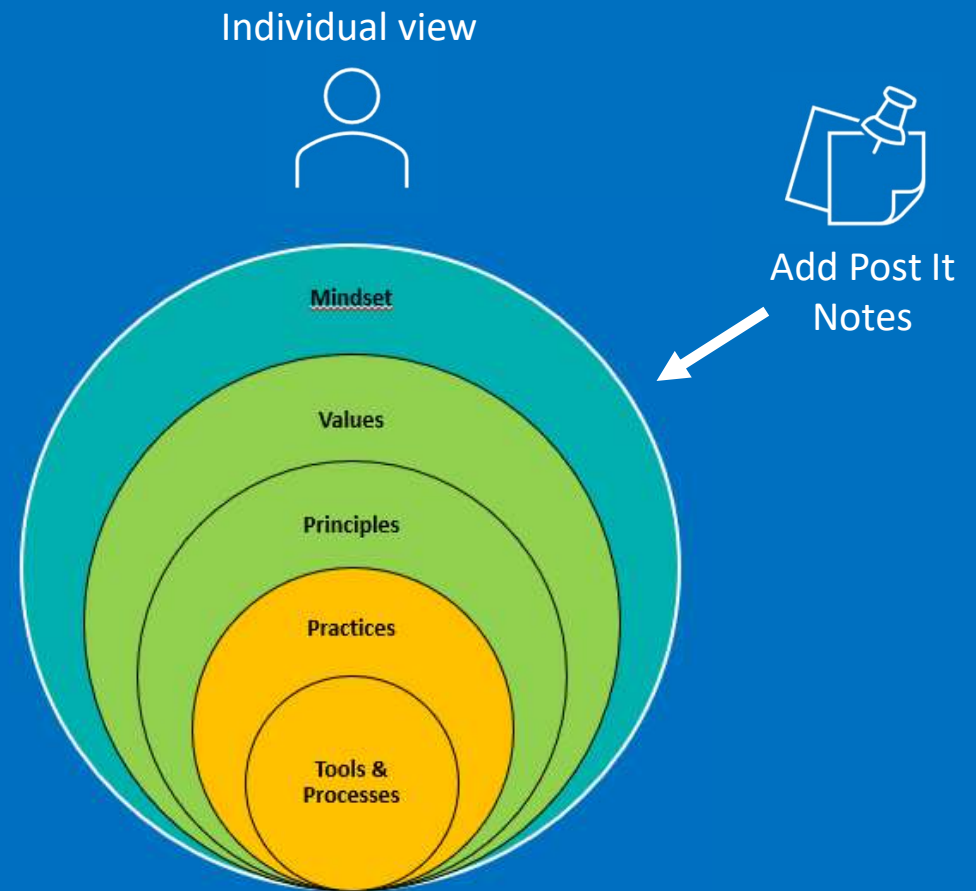 Individual view
Add Post It
Notes
Mindset
Values
Principles
Practices
Tools &
Processes